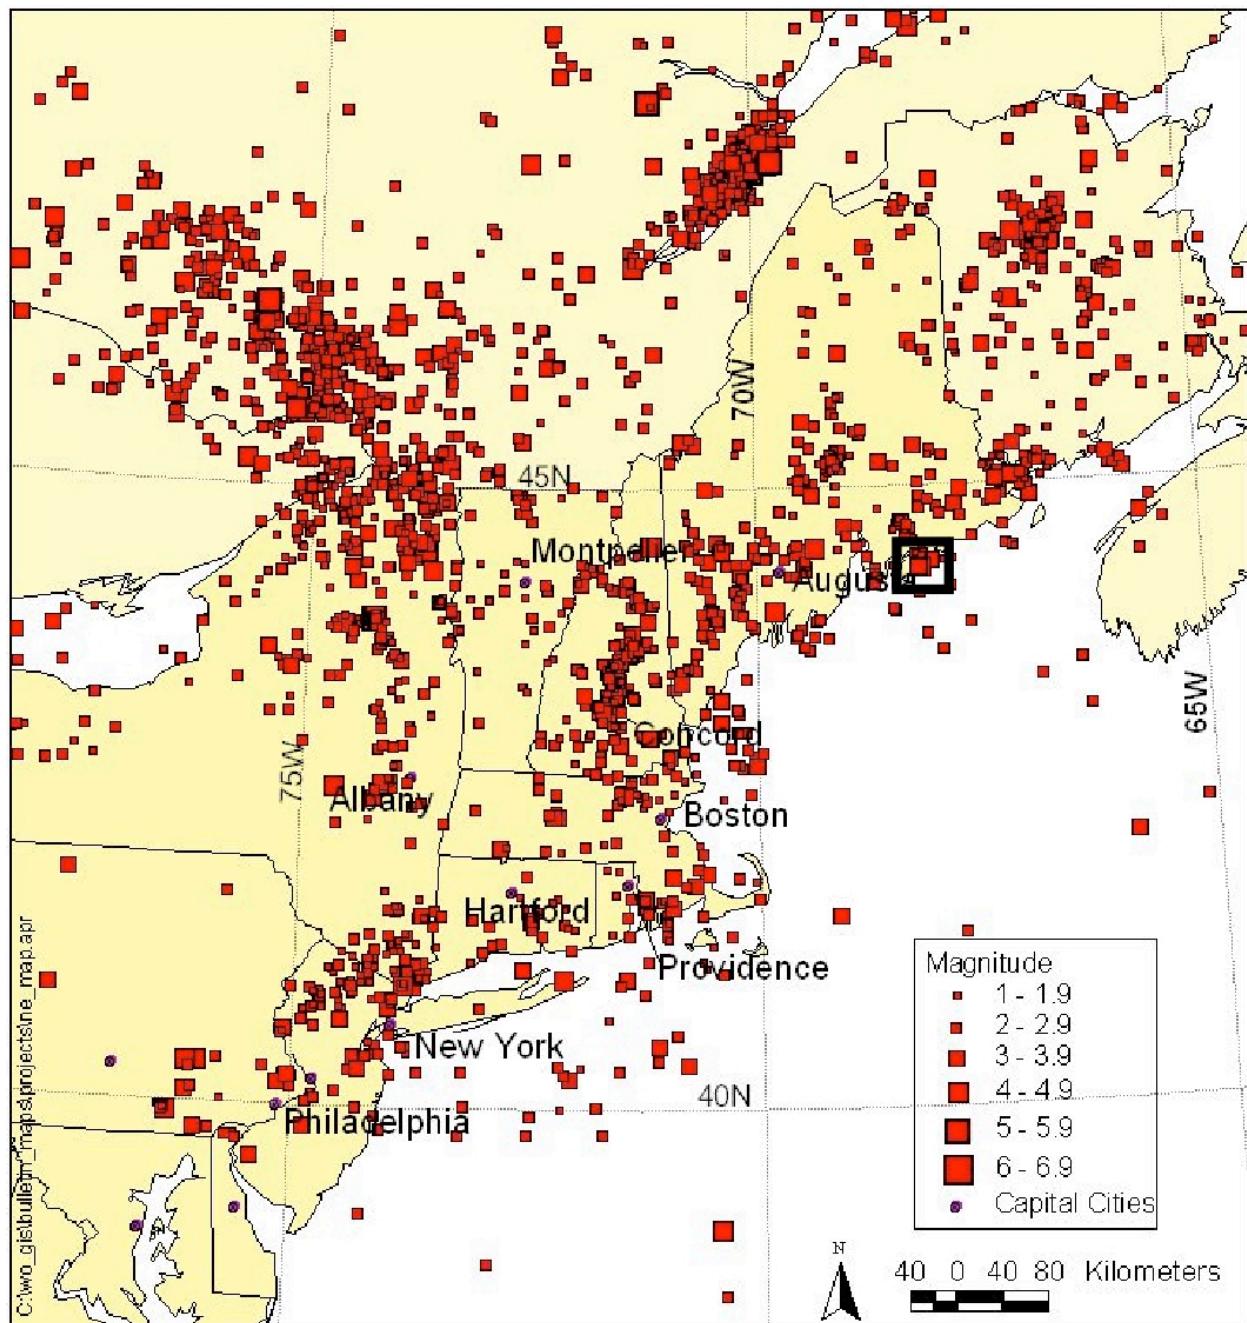 70W
45N
Montpelier
Augusta
65W
Concord
75W
Albany
Boston
Hartford
Providence
New York
40N
Philadelphia
Magnitude
1 - 1.9
2 - 2.9
3 - 3.9
4 - 4.9
5 - 5.9
6 - 6.9
Capital Cities
N
40 0 40 80 Kilometers